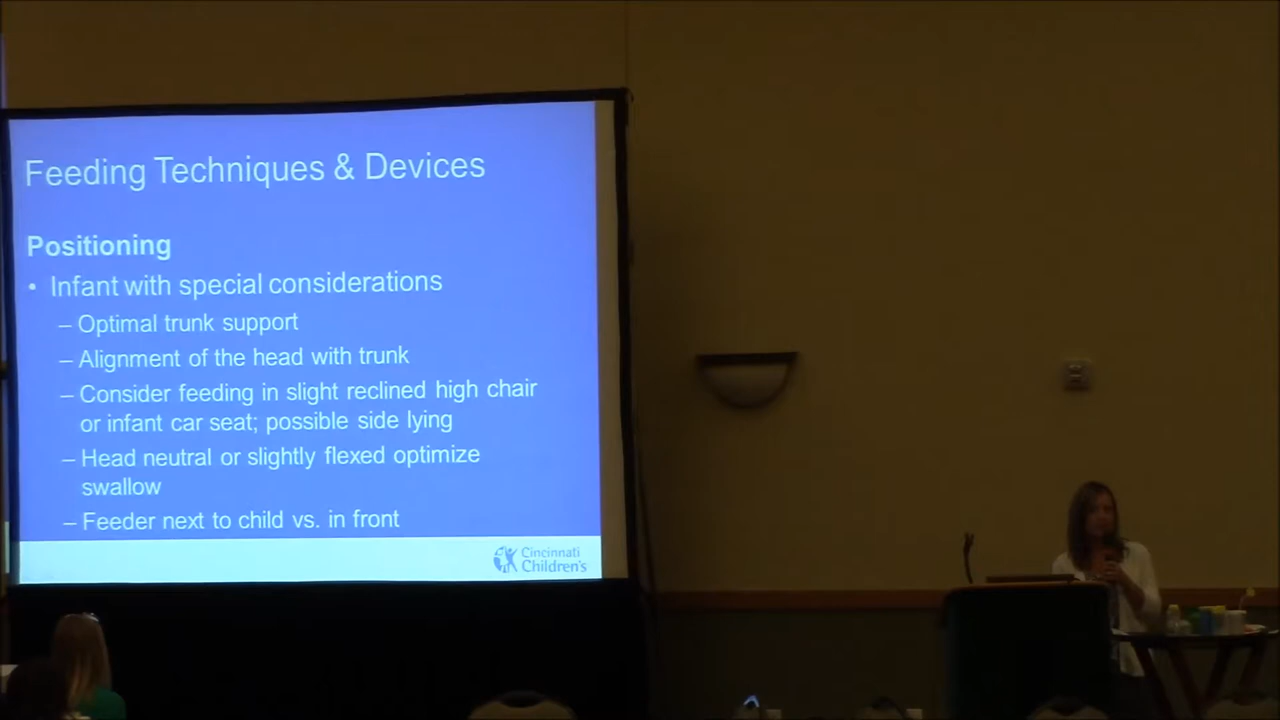 Feeding Techniques & Devices
Positioning
• Infant with special considerations
– Optimal trunk support
– Alignment of the head with trunk
– Consider feeding in slight reclined high chair
or infant car seat; possible side lying
– Head neutral or slightly flexed optimize
swallow
– Feeder next to child vs. in front
Cincinnati
Children's